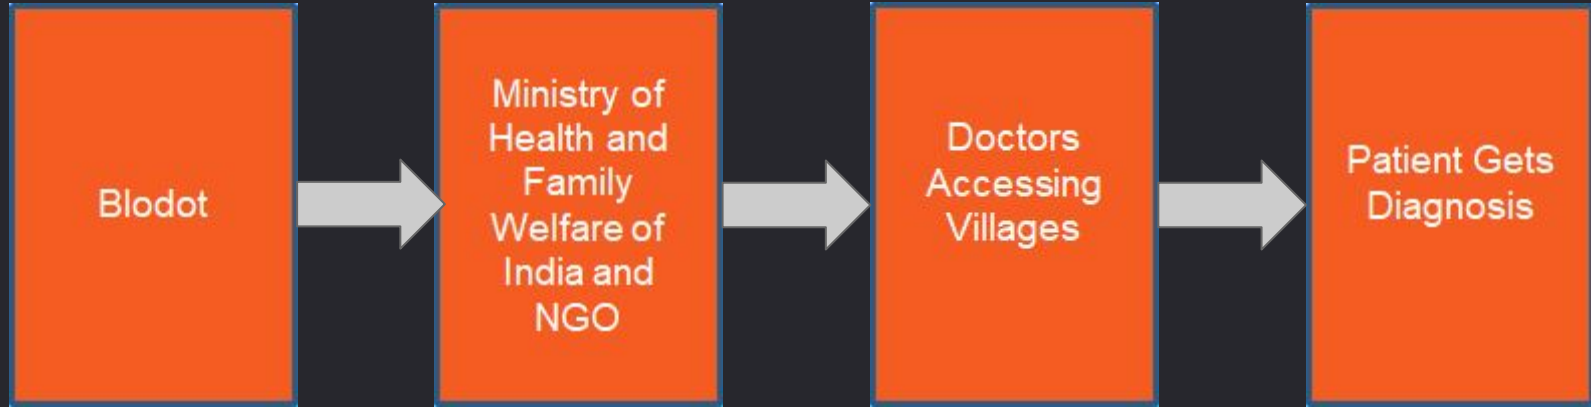 Blodot
Ministry of
Health and
Family
Welfare of
India and
NGO
Doctors
Accessing
Villages
Patient Gets
Diagnosis